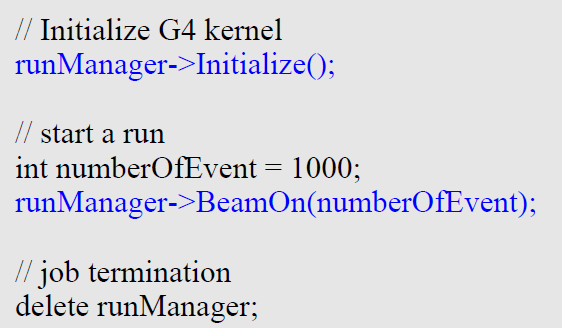 // Initialize G4 kernel
runManager->Initialize();
// start a run
int numberOfEvent = 1000;
runManager->BeamOn(numberOfEvent);
// job termination
delete runManager;